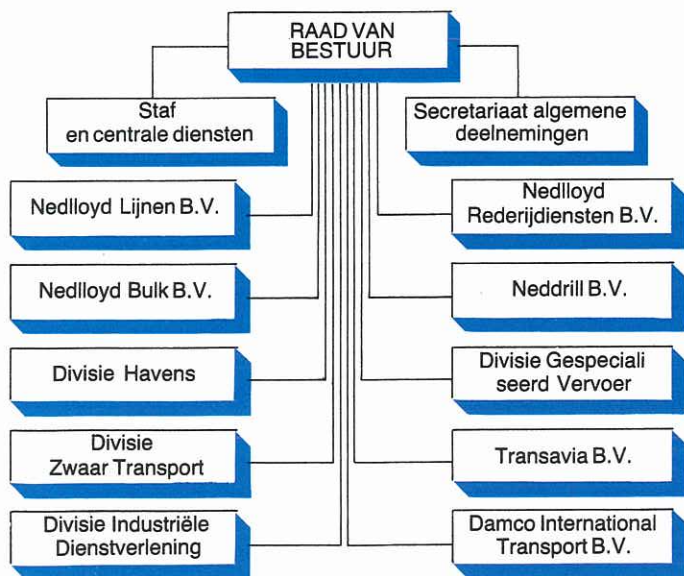 RAAD VAN
BESTUUR
Staf
en centrale diensten
Secretariaat algemene
deelnemingen
Nedlloyd Lijnen B.V.
Nedlloyd
Rederijdiensten B.V.
Nedlloyd Bulk B.V.
Neddrill B.V.
Divisie Havens
Divisie Gespeciali
seerd Vervoer
Divisie
Zwaar Transport
Transavia B.V.
Divisie Industriële
Dienstverlening
Damco International
Transport B.V.